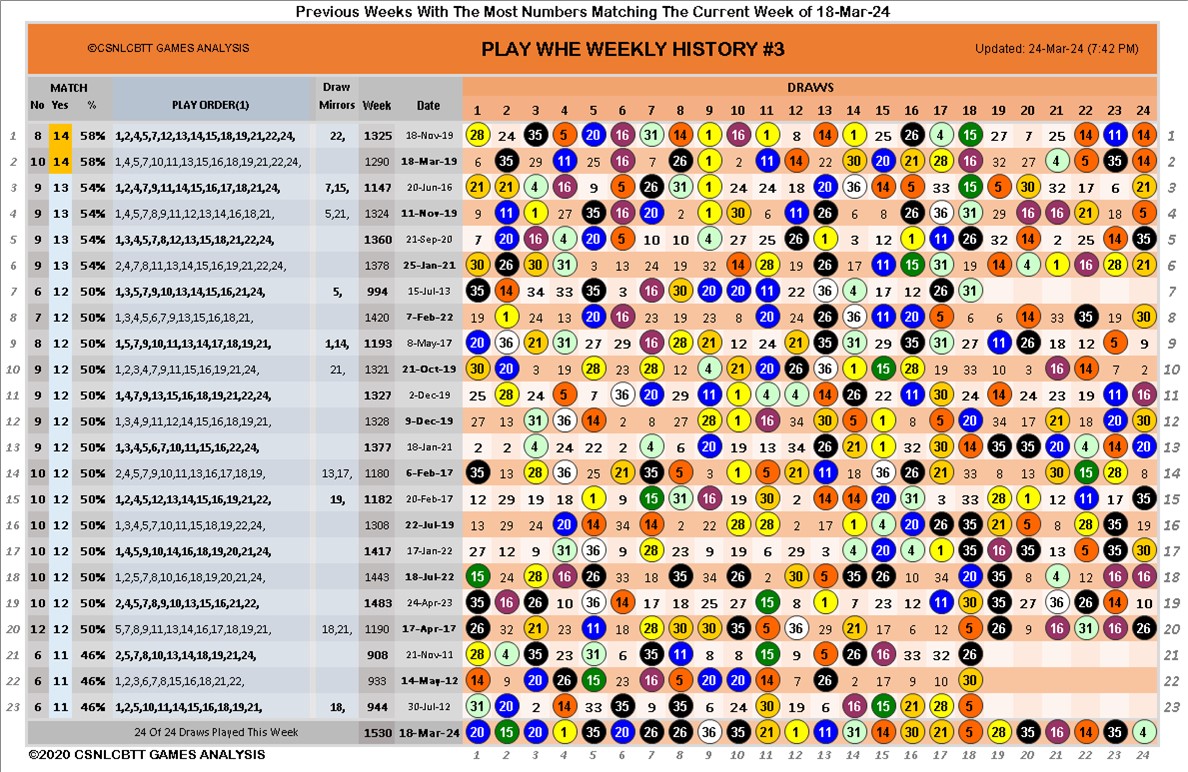 Previous Weeks With The Most Numbers Matching The Current Week of 18-Mar-24
©CSNLCBTT GAMES ANALYSIS PLAY WHE WEEKLY HISTORY #3 Updated: 24-Mar-24 (7:42 PM)
MATCH Draw DRAWS
No Yes % PLAY ORDER(1) Mirrors Week Date 1 2 3 4 5 6 7 8 9 10 11 12 13 14 15 16 17 18 19 20 21 22 23 24
1 8 14 58% 1,2,4,5,7,12,13,14,15,18,19,21,22,24, 22, 1325 18-Nov-19 28 24 35 5 20 16 31 14 1 16 1 8 14 1 25 26 4 15 27 7 25 14 11 14 1
2 10 14 58% 1,4,5,7,10,11,13,15,16,18,19,21,22,24, 1290 18-Mar-19 6 35 29 11 25 16 7 26 1 2 11 14 22 30 20 21 28 16 32 27 4 5 35 14 2
3 9 13 54% 1,2,4,7,9,11,14,15,16,17,18,21,24, 7,15, 1147 20-Jun-16 21 21 4 16 9 5 26 31 1 24 24 18 20 36 14 5 33 15 5 30 32 17 6 21 3
4 9 13 54% 1,4,5,7,8,9,11,12,13,14,16,18,21, 5,21, 1324 11-Nov-19 9 11 1 27 35 16 20 2 1 30 6 11 26 6 8 26 36 31 29 16 16 21 18 5 4
5 9 13 54% 1,3,4,5,7,8,12,13,15,18,21,22,24, 1360 21-Sep-20 7 20 16 4 20 5 10 10 4 27 25 26 1 3 12 1 11 26 32 14 2 25 14 35 5
6 9 13 54% 2,4,7,8,11,13,14,15,16,19,21,22,24, 1378 25-Jan-21 30 26 30 31 3 13 24 19 32 14 28 19 26 17 11 15 31 19 14 4 1 16 28 21 6
7 6 12 50% 1,3,5,7,9,10,13,14,15,16,21,24, 5, 994 15-Jul-13 35 14 34 33 35 3 16 30 20 20 11 22 36 4 17 12 26 31 7
8 7 12 50% 1420 7-Feb-22 19 1 24 13 20 16 19 23 8 8 20 24 26 36 11 20 5 6 6 14 33 35 19 30 8
9 8 12 50% 1,5,7,9,10,11,13,14,17,18,19,21, 1,14, 1193 8-May-17 20 36 21 31 27 29 16 28 21 12 24 21 35 31 29 35 31 27 11 26 18 12 5 9 9
10 9 12 50% 1,2,3,4,7,9,10,15,19,21,24, 21, 1321 21-Oct-19 30 20 3 19 28 23 28 12 4 21 20 26 36 1 15 28 19 33 10 3 16 14 7 2 10
11 9 12 50% 1,4,7,9,13,15,16,18,19,21,22,24, 1327 2-Dec-19 25 28 24 5 7 36 20 29 11 1 4 4 14 26 22 11 30 24 14 24 23 19 11 16 11
12 9 12 50% 1,3,4,9,11,12,14,15,16,18,19,21, 1328 9-Dec-19 27 13 31 36 14 2 8 27 28 1 16 34 30 5 1 8 5 20 34 17 21 18 20 30 12
13 9 12 50% 1,3,4,5,6,7,10,11,15,16,22,24, 1377 18-Jan-21 2 2 4 24 22 2 4 6 20 19 13 34 26 21 1 32 30 14 35 35 20 4 14 20 13
14 10 12 50% 2,4,5,7,9,10,11,13,16,17,18,19, 13,17, 1180 6-Feb-17 35 13 28 36 25 21 35 5 3 1 5 21 11 18 36 26 21 33 8 13 30 15 28 8 14
15 10 12 50% 1,2,4,5,12,13,14,15,16,19,21,22, 19, 1182 20-Feb-17 12 29 19 18 1 9 15 31 16 19 30 2 14 14 20 31 3 33 28 1 12 11 17 35 15
16 10 12 50% 1,3,4,5,7,10,11,15,18,19,22,24, 1308 22-Jul-19 13 29 24 20 14 34 14 2 22 28 28 2 17 1 4 20 26 35 21 5 8 28 35 19 16
17 10 12 50% 1,4,5,9,10,14,16,18,19,20,21,24, 1417 17-Jan-22 27 12 9 31 36 9 28 23 9 19 6 29 3 4 20 4 1 35 16 35 13 5 35 30 17
18 10 12 50% 1,2,5,7,8,10,16,18,19,20,21,24, 1443 18-Jul-22 15 24 28 16 26 33 18 35 34 26 2 30 5 35 35 10 34 20 35 8 4 12 16 16 18
19 10 12 50% 2,4,5,7,8,9,10,13,15,16,21,22, 1483 24-Apr-23 35 16 26 10 36 14 17 18 25 27 15 8 1 7 23 12 11 30 35 27 36 26 14 10 19
20 12 12 50% 5,7,8,9,11,13,14,16,17,18,19,21, 18,21, 1190 17-Apr-17 26 32 21 23 11 18 28 30 30 35 5 36 29 21 17 6 12 5 26 9 16 31 16 26 20
21 6 11 46% 2,5,7,8,10,13,14,18,19,21,24, 908 21-Nov-11 28 4 35 23 31 6 35 11 8 8 15 9 5 26 16 33 32 26 21
22 6 11 46% 2,3,8,6,7,8,15,16,18,21,22, 933 14-May-12 14 9 20 26 15 23 16 5 20 20 14 7 26 2 17 9 10 30 22
23 6 11 46% 1,2,5,10,11,14,15,16,18,19,21, 18, 944 30-Jul-12 31 20 2 14 33 35 9 35 6 24 30 19 6 16 15 21 28 5 23
24 Of 24 Draws Played This Week 1530 18-Mar-24 20 15 20 1 35 20 26 26 36 35 21 1 11 31 14 30 21 5 28 35 16 14 35 4
©2020 CSNLCBTT GAMES ANALYSIS 1 2 3 4 5 6 7 8 9 10 11 12 13 14 15 16 17 18 19 20 21 22 23 24